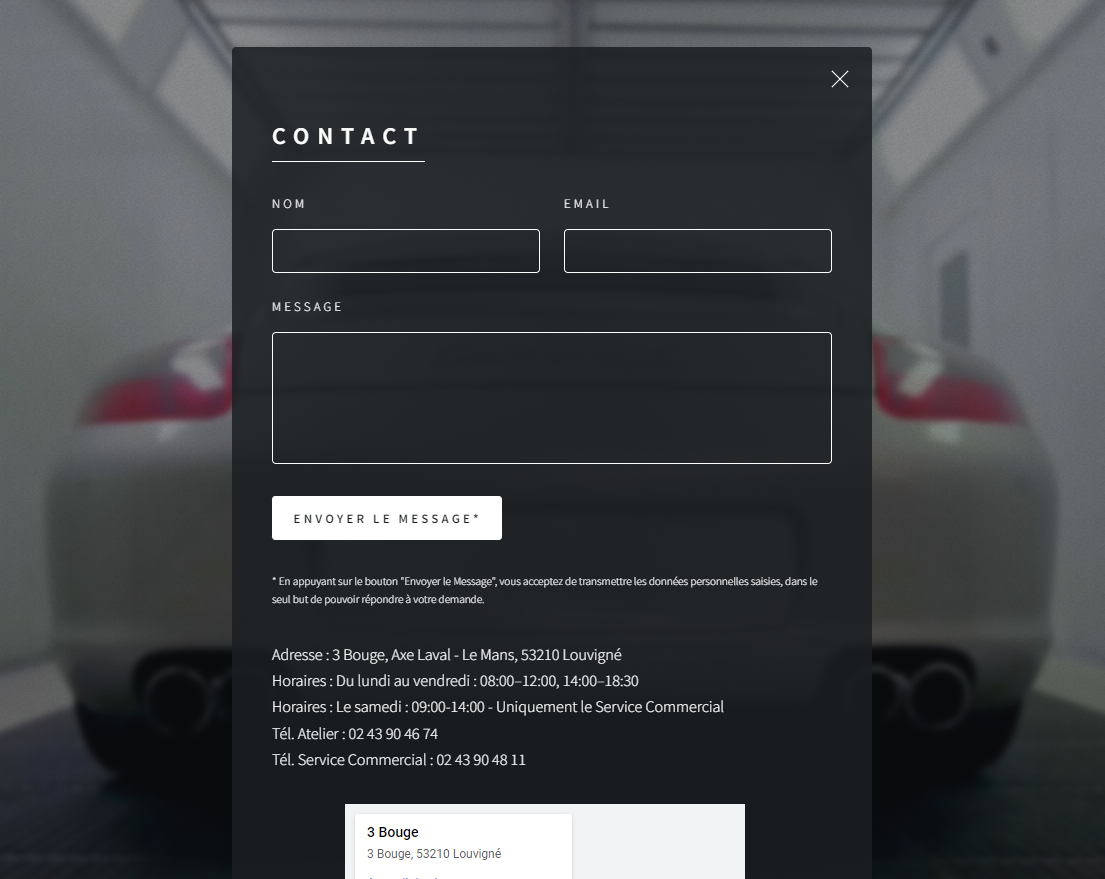 CONTACT
NOM
EMAIL
MESSAGE
ENVOYER LE MESSAGE*
* En appuyant sur le bouton "Envoyer le Message", vous acceptez de transmettre les données personnelles saisies, dans le
seul but de pouvoir répondre à votre demande.
Adresse : 3 Bouge, Axe Laval - Le Mans, 53210 Louvigné
Horaires : Du lundi au vendredi : 08:00–12:00, 14:00–18:30
Horaires : Le samedi : 09:00-14:00 - Uniquement le Service Commercial
Tél. Atelier : 02 43 90 46 74
Tél. Service Commercial : 02 43 90 48 11
3 Bouge
3 Bouge, 53210 Louvigné